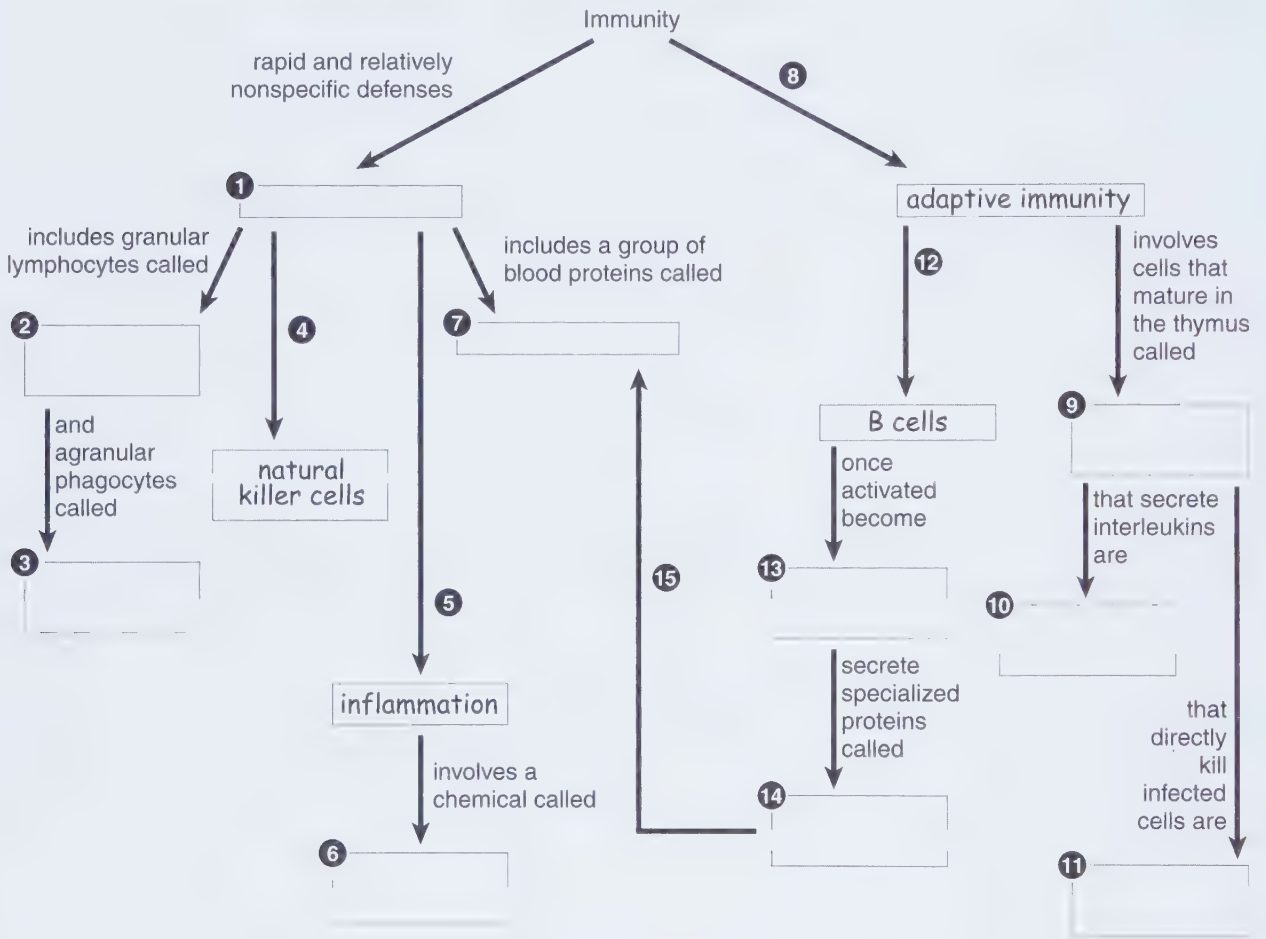 Immunity
rapid and relatively
nonspecific defenses
8
1
adaptive immunity
includes granular
lymphocytes called
includes a group of
blood proteins called
12
involves
cells that
mature in
the thymus
called
2
4
7
9
and
agranular
phagocytes
called
natural
killer cells
B cells
once
activated
become
that secrete
interleukins
are
3
5
15
13
10
inflammation
secrete
specialized
proteins
called
that
directly
kill
infected
cells are
involves a
chemical called
14
6
11